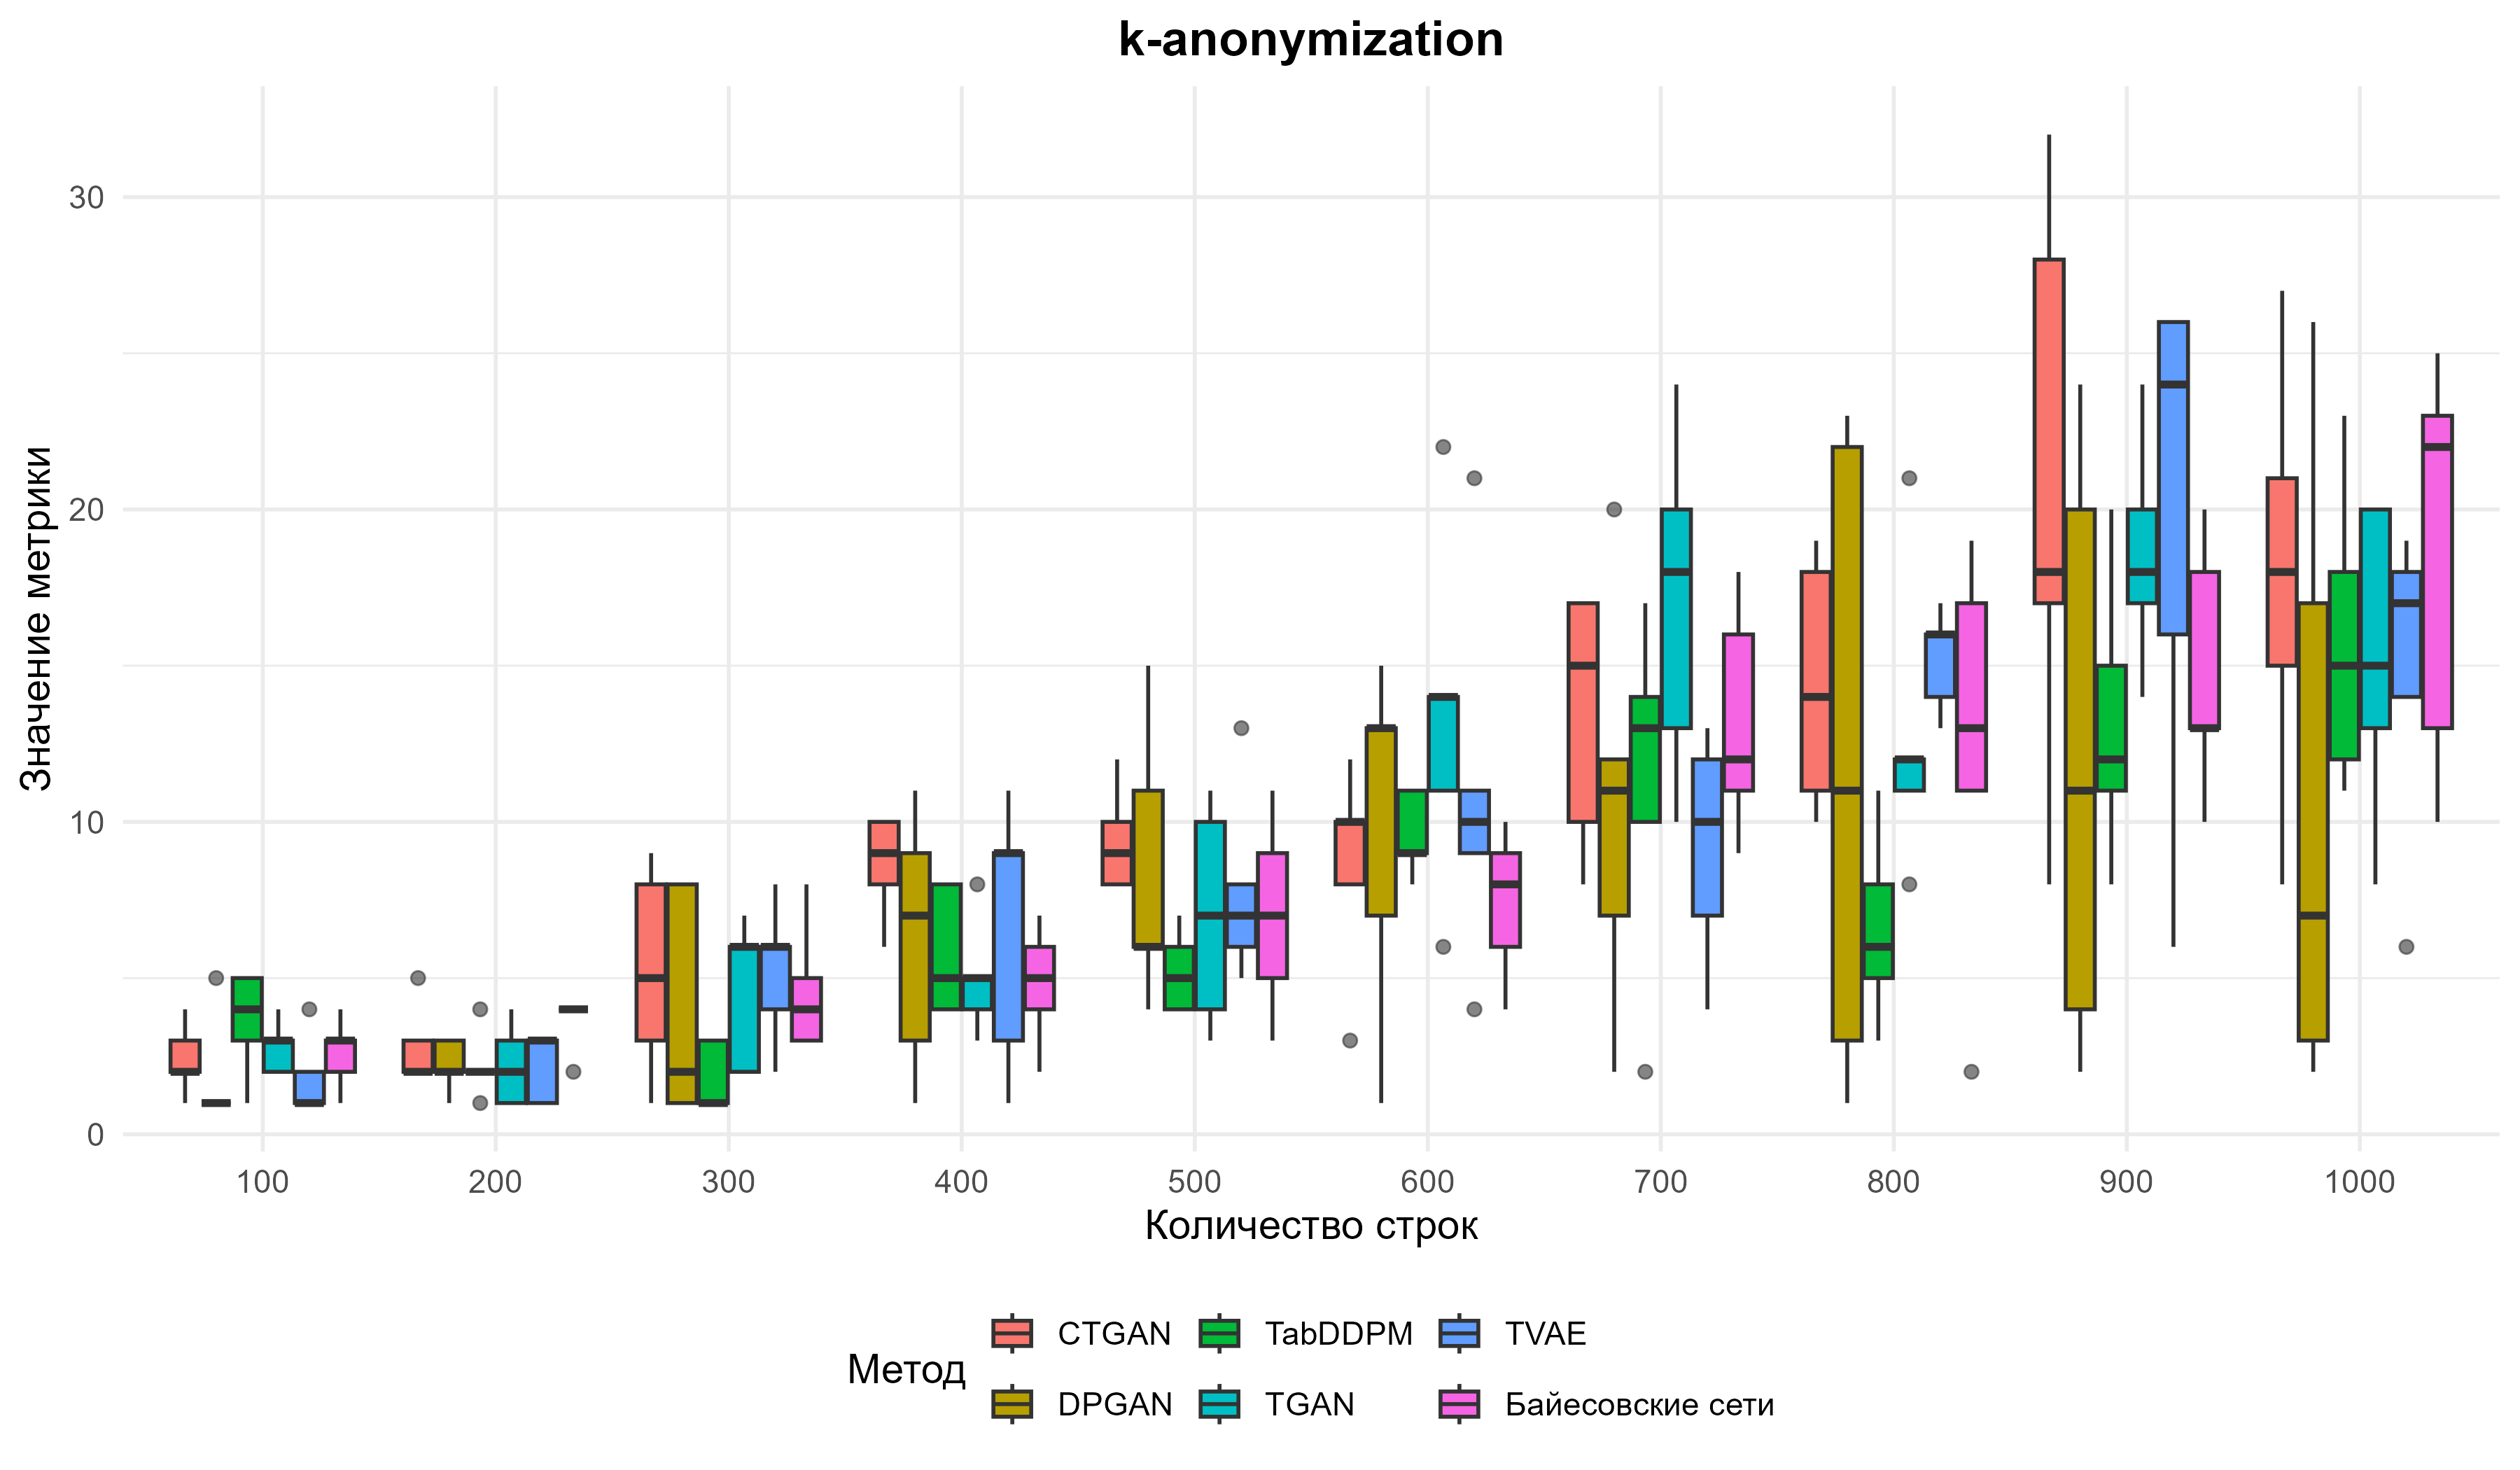 k-anonymization
Значение метрики
30
20
10
0
100 200 300 400 500 600 700 800 900 1000
Количество строк
Метод
CTGAN TabDDPM TVAE
DPGAN TGAN Байесовские сети